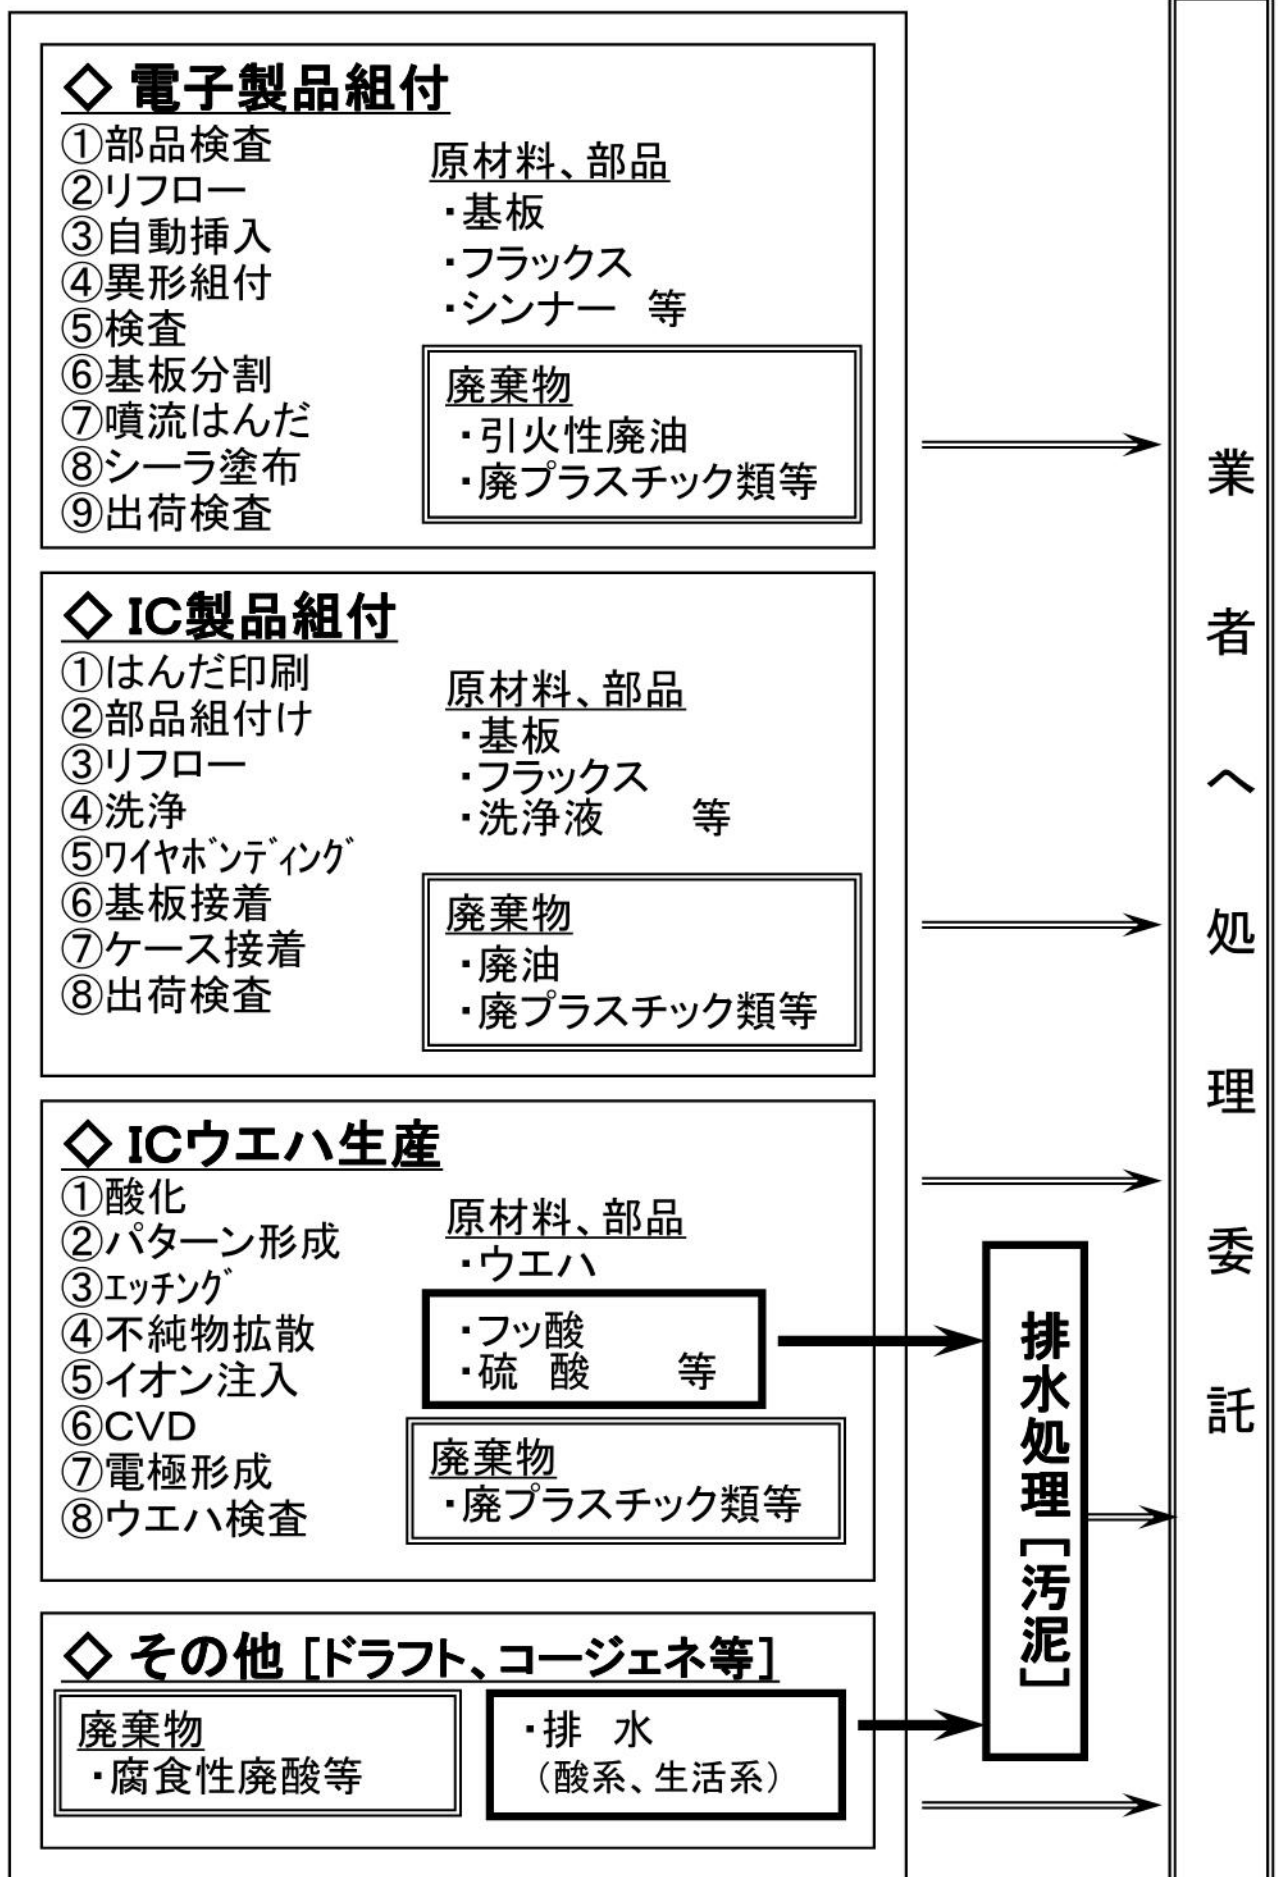 ◇ 電子製品組付
①部品検査
②リフロー
③自動挿入
④異形組付
⑤検査
⑥基板分割
⑦噴流はんだ
⑧シーラ塗布
⑨出荷検査
原材料、部品
・基板
・フラックス
・シンナー 等
廃棄物
・引火性廃油
・廃プラスチック類等
◇ IC製品組付
①はんだ印刷
②部品組付け
③リフロー
④洗浄
⑤ﾜｲﾔﾎﾞﾝﾃﾞｨﾝｸﾞ
⑥基板接着
⑦ケース接着
⑧出荷検査
原材料、部品
・基板
・フラックス
・洗浄液 等
廃棄物
・廃油
・廃プラスチック類等
◇ ICウエハ生産
①酸化
②パターン形成
③ｴｯﾁﾝｸﾞ
④不純物拡散
⑤イオン注入
⑥CVD
⑦電極形成
⑧ウエハ検査
原材料、部品
・ウエハ
・フッ酸
・硫 酸 等
廃棄物
・廃プラスチック類等
◇ その他 [ドラフト、コージェネ等]
廃棄物
・腐食性廃酸等
・排 水
（酸系、生活系）
排水処理［汚泥］
業者へ処理委託